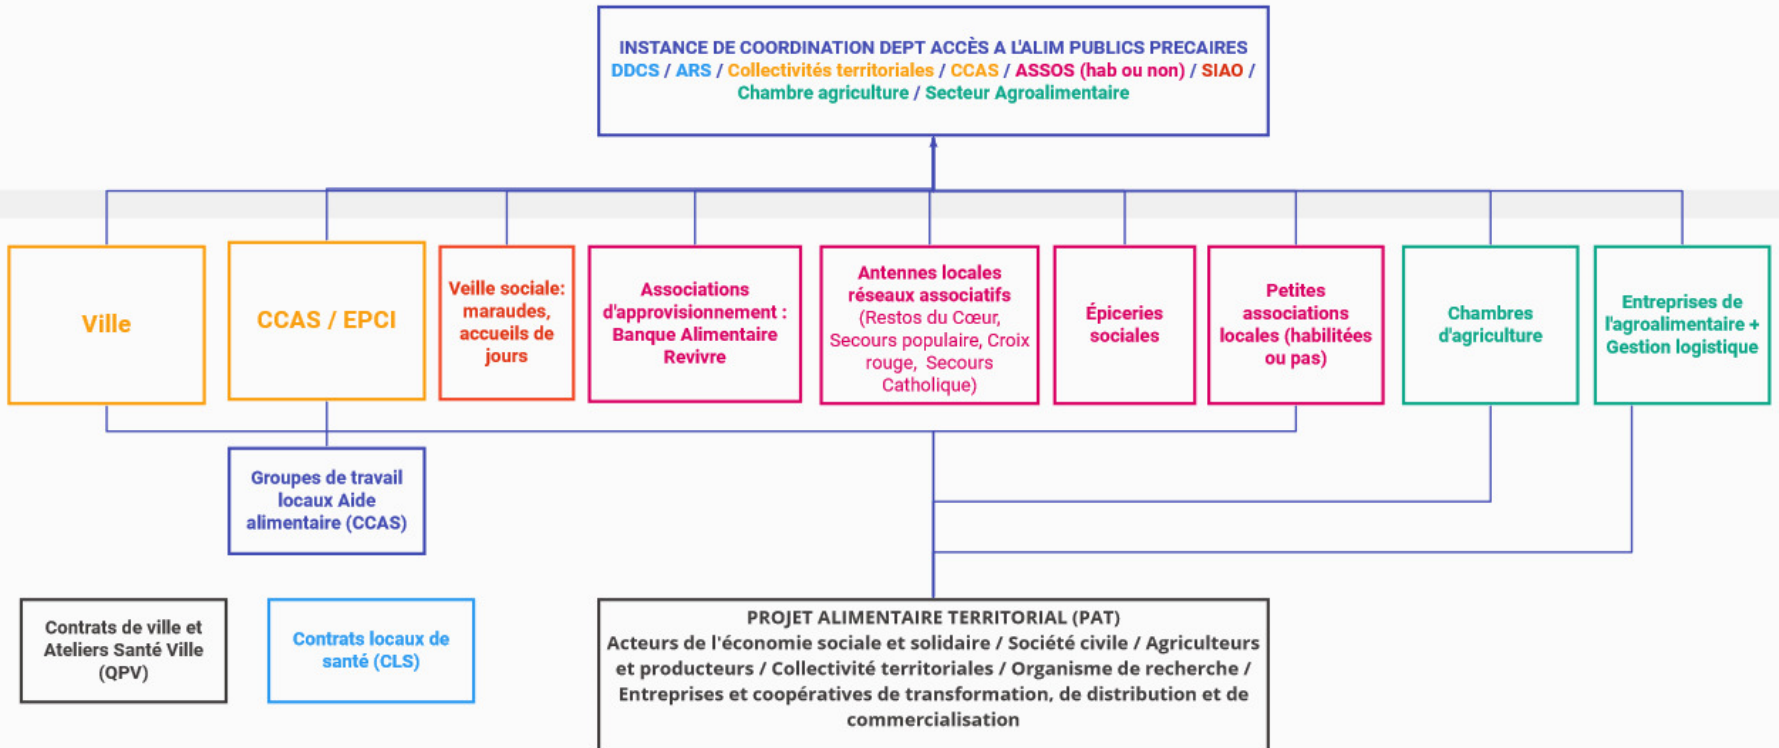 INSTANCE DE COORDINATION DEPT ACCÈS A L'ALIM PUBLICS PRECAIRES
DDCS / ARS / Collectivités territoriales / CCAS / ASSOS (hab ou non) / SIAO /
Chambre agriculture / Secteur Agroalimentaire
Ville
CCAS / EPCI
Veille sociale:
maraudes,
accueils de
jours
Associations
d'approvisionnement :
Banque Alimentaire
Revivre
Antennes locales
réseaux associatifs
(Restos du Cœur,
Secours populaire, Croix
rouge, Secours
Catholique)
Épiceries
sociales
Petites
associations
locales (habilitées
ou pas)
Chambres
d'agriculture
Entreprises de
l'agroalimentaire +
Gestion logistique
Groupes de travail
locaux Aide
alimentaire (CCAS)
Contrats de ville et
Ateliers Santé Ville
(QPV)
Contrats locaux de
santé (CLS)
PROJET ALIMENTAIRE TERRITORIAL (PAT)
Acteurs de l'économie sociale et solidaire / Société civile / Agriculteurs
et producteurs / Collectivité territoriales / Organisme de recherche /
Entreprises et coopératives de transformation, de distribution et de
commercialisation